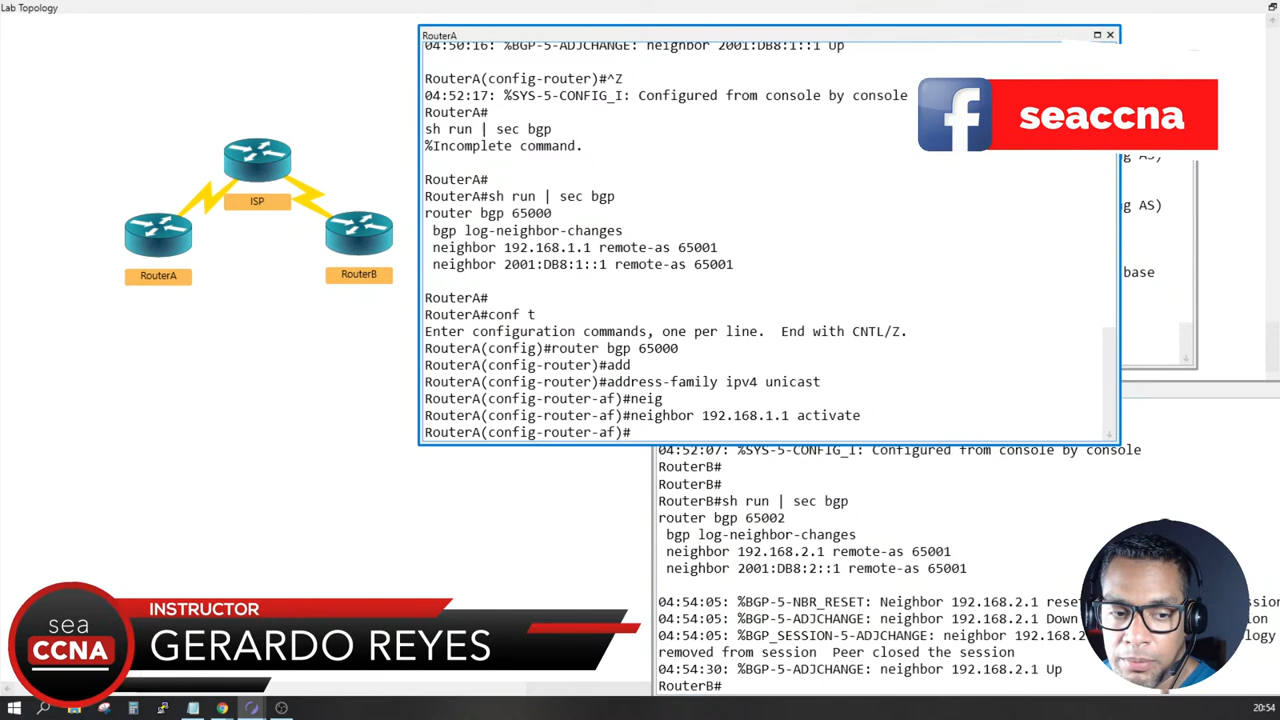 Lab Topology
RouterA
04:50:16: %BGP-5-ADJCHANGE: neighbor 2001:DB8:1::1 Up
RouterA(config-router)#^Z
04:52:17: %SYS-5-CONFIG_I: Configured from console by console
RouterA#
sh run | sec bgp
%Incomplete command.
RouterA#
RouterA#sh run | sec bgp
router bgp 65000
bgp log-neighbor-changes
neighbor 192.168.1.1 remote-as 65001
neighbor 2001:DB8:1::1 remote-as 65001
RouterA#
RouterA#conf t
Enter configuration commands, one per line. End with CNTL/Z.
RouterA(config)#router bgp 65000
RouterA(config-router)#add
RouterA(config-router)#address-family ipv4 unicast
RouterA(config-router-af)#neig
RouterA(config-router-af)#neighbor 192.168.1.1 activate
RouterA(config-router-af)#
seaccna
AS)
g AS)
base
ISP
RouterA
RouterB
04:52:07: %SYS-5-CONFIG_I: Configured from console by console
RouterB#
RouterB#
RouterB#sh run | sec bgp
router bgp 65002
bgp log-neighbor-changes
neighbor 192.168.2.1 remote-as 65001
neighbor 2001:DB8:2::1 remote-as 65001
04:54:05: %BGP-5-NBR_RESET: Neighbor 192.168.2.1
04:54:05: %BGP-5-ADJCHANGE: neighbor 192.168.2.1 Down
04:54:05: %BGP_SESSION-5-ADJCHANGE: neighbor
removed from session Peer closed the session
04:54:30: %BGP-5-ADJCHANGE: neighbor 192.168.2.1 Up
RouterB#
INSTRUCTOR
GERARDO REYES
sea
CCNA
20:54